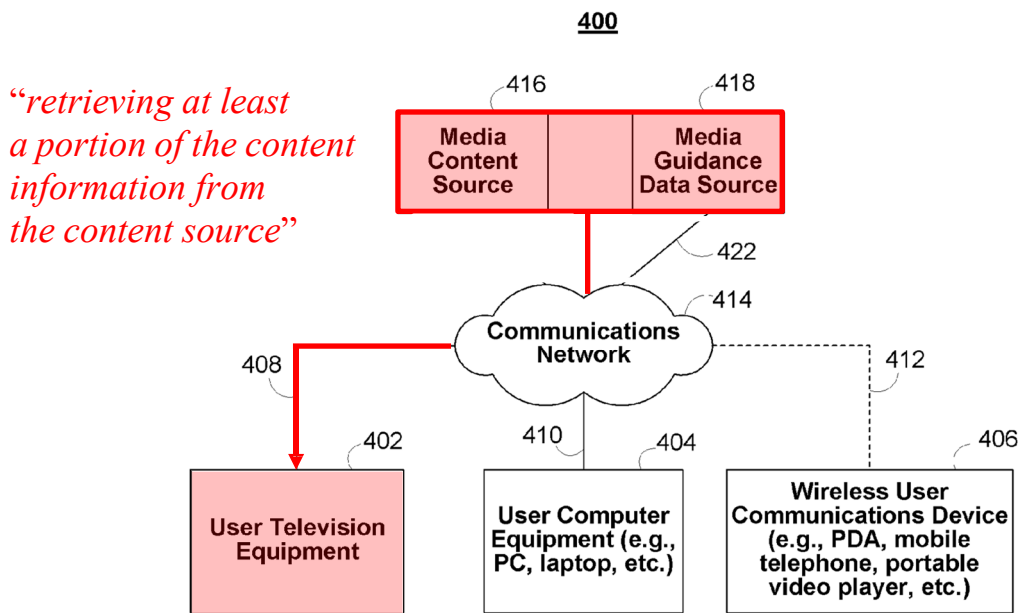 400
“retrieving at least
a portion of the content
information from
the content source”
416
418
Media
Content
Source
Media
Guidance
Data Source
422
414
Communications
Network
408
412
410
402
404
406
User Television
Equipment
User Computer
Equipment (e.g.,
PC, laptop, etc.)
Wireless User
Communications Device
(e.g., PDA, mobile
telephone, portable
video player, etc.)